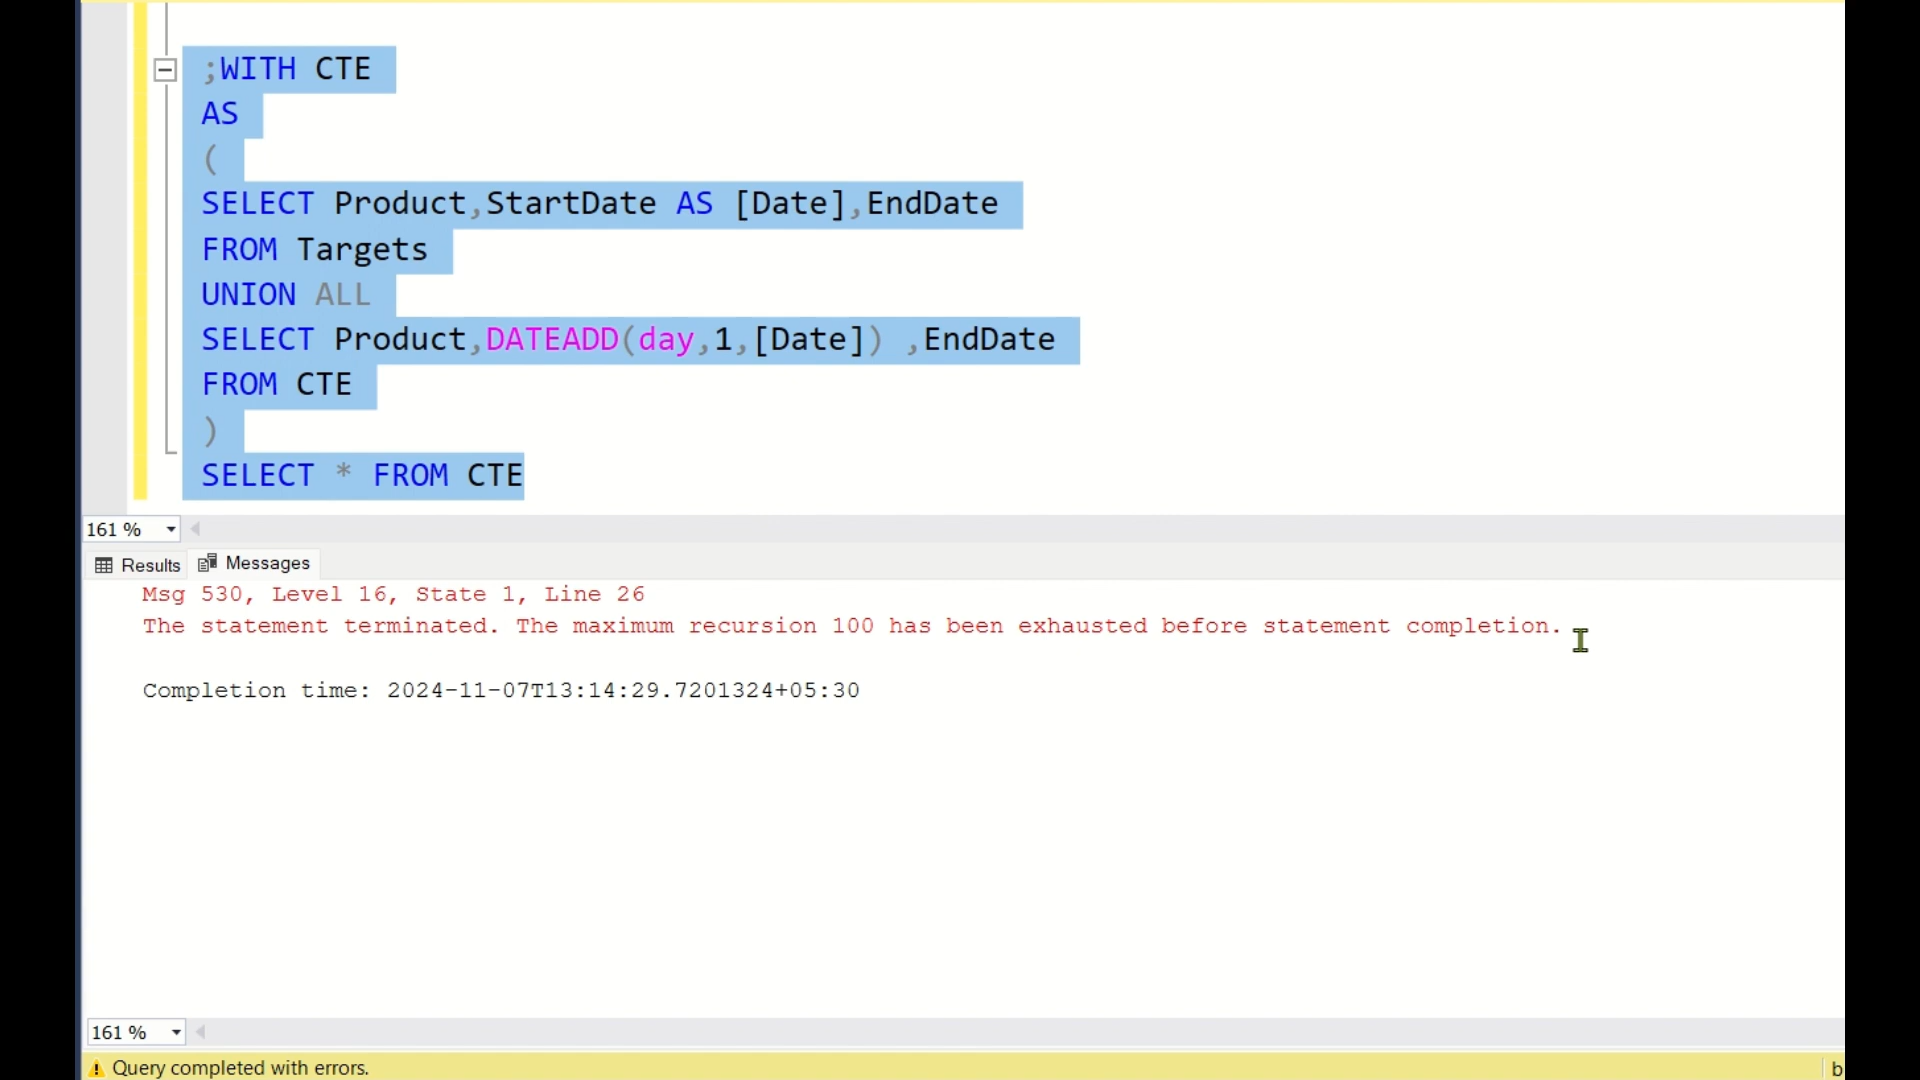 ;WITH CTE
AS
(
SELECT Product,StartDate AS [Date],EndDate
FROM Targets
UNION ALL
SELECT Product,DATEADD(day,1,[Date]) ,EndDate
FROM CTE
)
SELECT * FROM CTE
161 %
Results Messages
Msg 530, Level 16, State 1, Line 26
The statement terminated. The maximum recursion 100 has been exhausted before statement completion.
Completion time: 2024-11-07T13:14:29.7201324+05:30
161 %
Query completed with errors. b